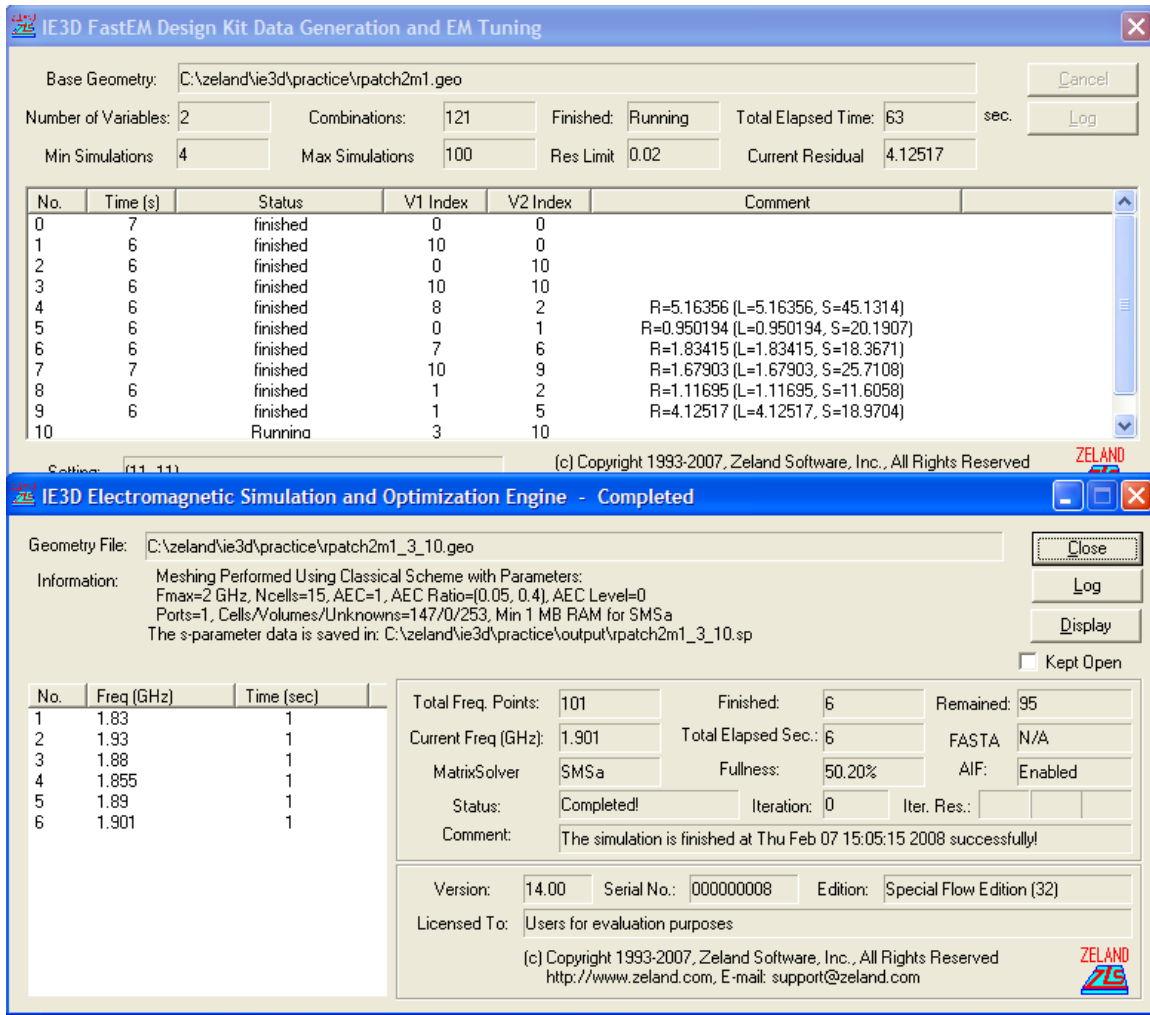 IE3D FastEM Design Kit Data Generation and EM Tuning
Base Geometry: C:\zeland\ie3d\practice\rpatch2m1.geo Cancel
Number of Variables: 2 Combinations: 121 Finished: Running Total Elapsed Time: 63 sec. Log
Min Simulations 4 Max Simulations 100 Res Limit 0.02 Current Residual 4.12517
No. Time (s) Status V1 Index V2 Index Comment
0 7 finished 0 0
1 6 finished 10 0
2 6 finished 0 10
3 6 finished 10 10
4 6 finished 8 2 R=5.16356 (L=5.16356, S=45.1314)
5 6 finished 0 1 R=0.950194 (L=0.950194, S=20.1907)
6 6 finished 7 6 R=1.83415 (L=1.83415, S=18.3671)
7 7 finished 10 9 R=1.67903 (L=1.67903, S=25.7108)
8 6 finished 1 2 R=1.11695 (L=1.11695, S=11.6058)
9 6 finished 1 5 R=4.12517 (L=4.12517, S=18.9704)
10 Running 3 10
Setting: (11, 11) (c) Copyright 1993-2007, Zeland Software, Inc., All Rights Reserved ZELAND
IE3D Electromagnetic Simulation and Optimization Engine - Completed
Geometry File: C:\zeland\ie3d\practice\rpatch2m1_3_10.geo Close
Information: Meshing Performed Using Classical Scheme with Parameters:
Fmax=2 GHz, Ncells=15, AEC=1, AEC Ratio=(0.05, 0.4), AEC Level=0 Log
Ports=1, Cells/Volumes/Unknowns=147/0/253, Min 1 MB RAM for SMSa
The s-parameter data is saved in: C:\zeland\ie3d\practice\output\rpatch2m1_3_10.sp Display
Kept Open
No. Freq (GHz) Time (sec)
1 1.83 1
2 1.93 1
3 1.88 1
4 1.855 1
5 1.89 1
6 1.901 1
Total Freq. Points: 101 Finished: 6 Remained: 95
Current Freq (GHz): 1.901 Total Elapsed Sec.: 6 FASTA N/A
MatrixSolver SMSa Fullness: 50.20% AIF: Enabled
Status: Completed! Iteration: 0 Iter. Res.:
Comment: The simulation is finished at Thu Feb 07 15:05:15 2008 successfully!
Version: 14.00 Serial No.: 000000008 Edition: Special Flow Edition (32)
Licensed To: Users for evaluation purposes
(c) Copyright 1993-2007, Zeland Software, Inc., All Rights Reserved ZELAND
http://www.zeland.com, E-mail: support@zeland.com ZLS